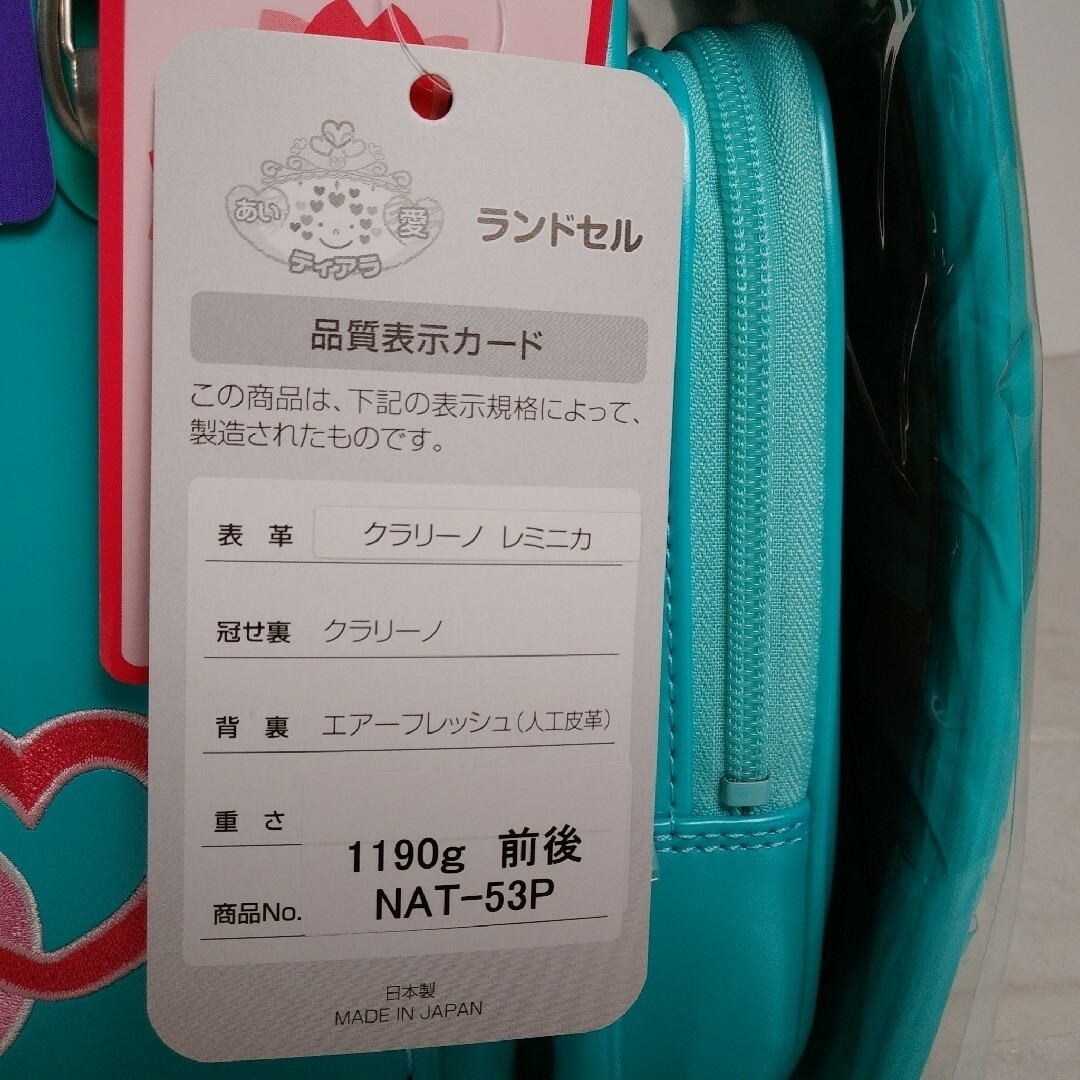 あい
愛
ティアラ
ランドセル
品質表示カード
この商品は、下記の表示規格によって、
製造されたものです。
表 革 クラリーノ レミニカ
冠せ裏 クラリーノ
背 裏 エアーフレッシュ(人工皮革)
重 さ 1190g 前後
商品No. NAT-53P
日本製
MADE IN JAPAN